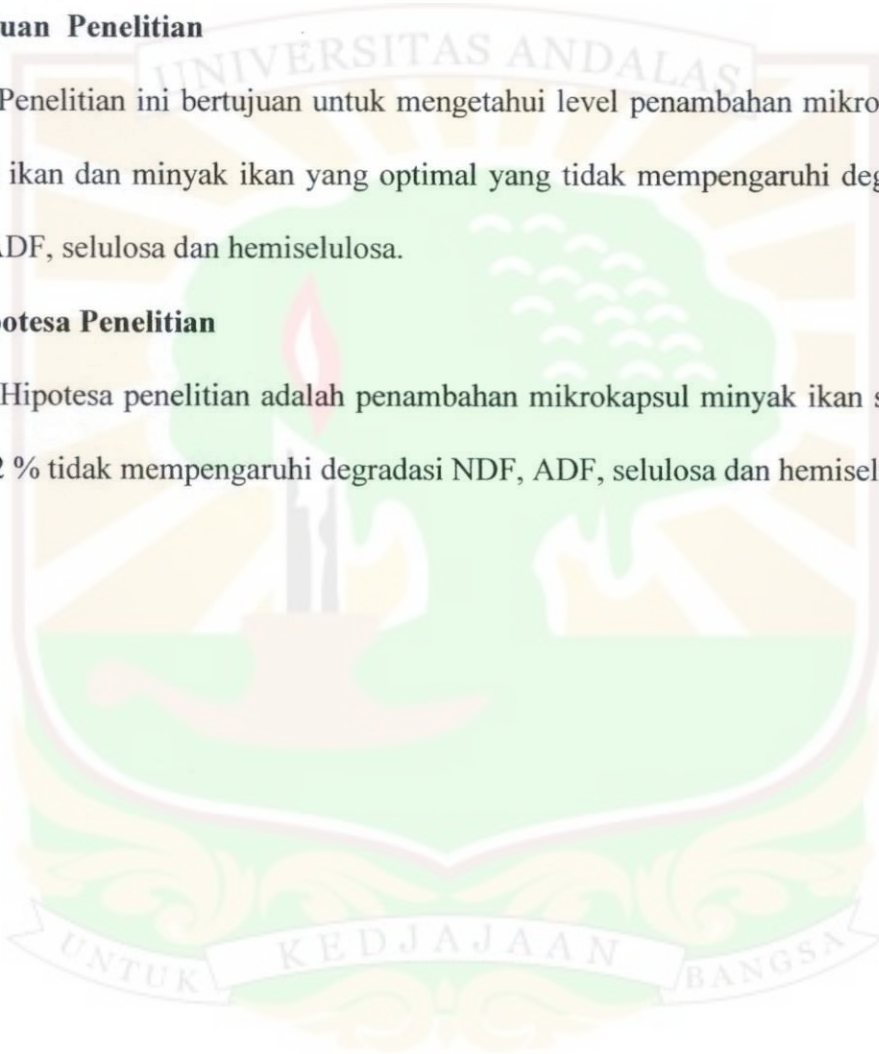 uan Penelitian
UNIVERSITAS ANDALAS
Penelitian ini bertujuan untuk mengetahui level penambahan mikro
ikan dan minyak ikan yang optimal yang tidak mempengaruhi deg
ADF, selulosa dan hemiselulosa.
otesa Penelitian
Hipotesa penelitian adalah penambahan mikrokapsul minyak ikan s
2 % tidak mempengaruhi degradasi NDF, ADF, selulosa dan hemisel
UNTUK KEDJAJAAN BANGSA